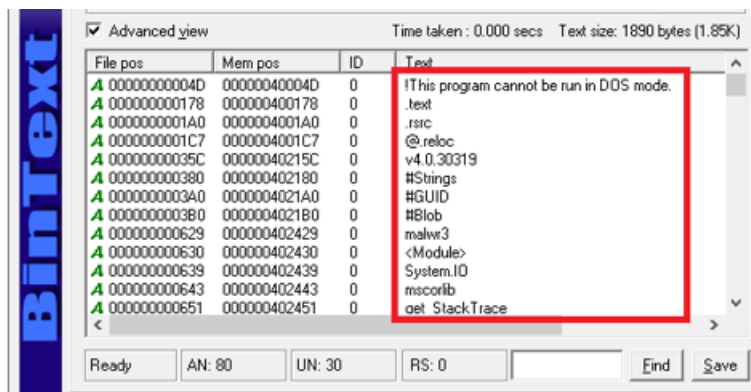 BinText
Advanced view Time taken : 0.000 secs Text size: 1890 bytes (1.85K)
File pos Mem pos ID Text
A 00000000004D 00000040004D 0 !This program cannot be run in DOS mode.
A 000000000178 000000400178 0 .text
A 0000000001A0 0000004001A0 0 .rsrc
A 0000000001C7 0000004001C7 0 @.reloc
A 00000000035C 00000040215C 0 v4.0.30319
A 000000000380 000000402180 0 #Strings
A 0000000003A0 0000004021A0 0 #GUID
A 0000000003B0 0000004021B0 0 #Blob
A 000000000629 000000402429 0 malwr3
A 000000000630 000000402430 0 <Module>
A 000000000639 000000402439 0 System.IO
A 000000000643 000000402443 0 mscorlib
A 000000000651 000000402451 0 get_StackTrace
Ready AN: 80 UN: 30 RS: 0 Find Save